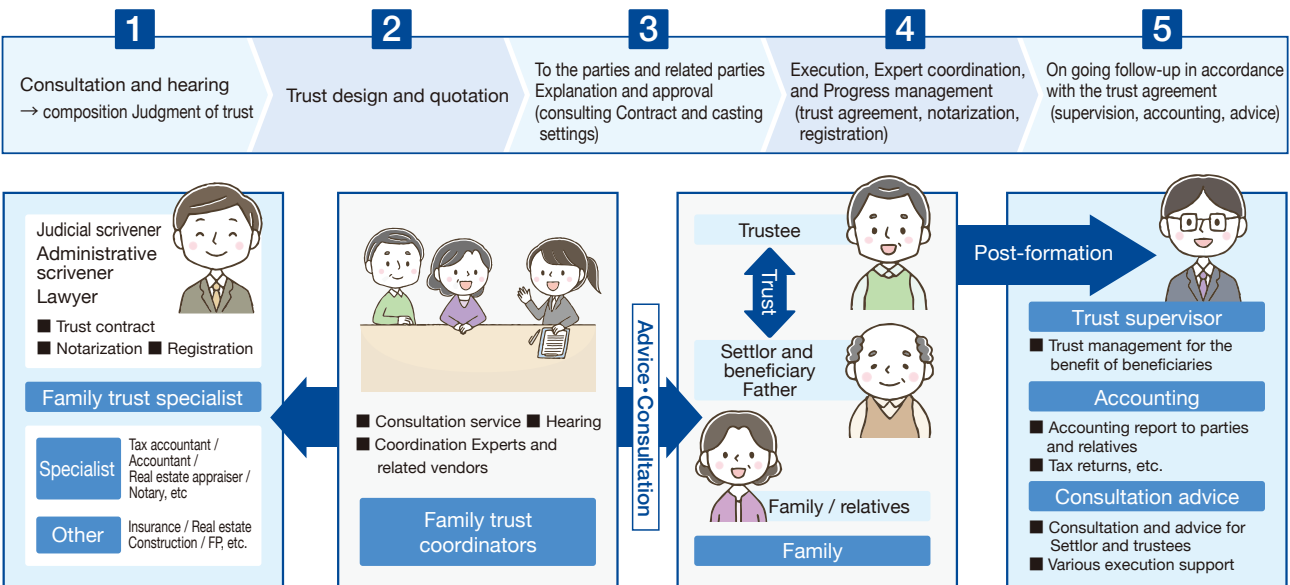 1
Consultation and hearing
→ composition Judgment of trust
2
Trust design and quotation
3
To the parties and related parties
Explanation and approval
(consulting Contract and casting
settings)
4
Execution, Expert coordination,
and Progress management
(trust agreement, notarization,
registration)
5
On going follow-up in accordance
with the trust agreement
(supervision, accounting, advice)
Judicial scrivener
Administrative
scrivener
Lawyer
■ Trust contract
■ Notarization ■ Registration
Family trust specialist
Specialist
Tax accountant /
Accountant /
Real estate appraiser /
Notary, etc
Other
Insurance / Real estate
Construction / FP, etc.
■ Consultation service ■ Hearing
■ Coordination Experts and
related vendors
Family trust
coordinators
Advice・Consultation
Trustee
Trust
Settlor and
beneficiary
Father
Family / relatives
Family
Post-formation
Trust supervisor
■ Trust management for the
benefit of beneficiaries
Accounting
■ Accounting report to parties
and relatives
■ Tax returns, etc.
Consultation advice
■ Consultation and advice for
Settlor and trustees
■ Various execution support